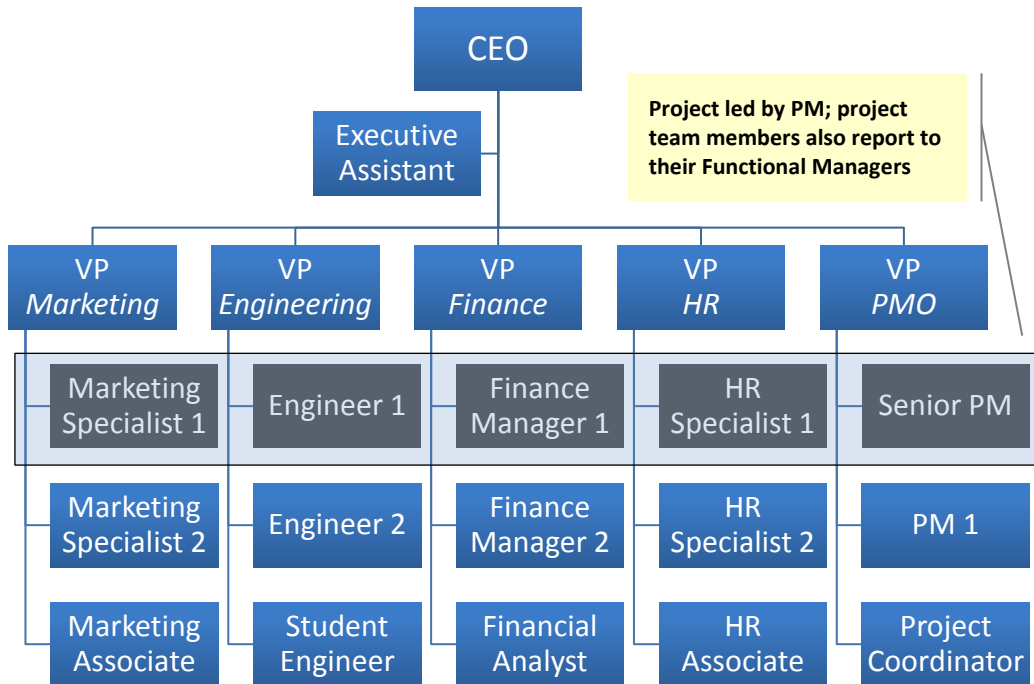 CEO
Project led by PM; project
team members also report to
their Functional Managers
Executive
Assistant
VP
Marketing
VP
Engineering
VP
Finance
VP
HR
VP
PMO
Marketing
Specialist 1
Engineer 1
Finance
Manager 1
HR
Specialist 1
Senior PM
Marketing
Specialist 2
Engineer 2
Finance
Manager 2
HR
Specialist 2
PM 1
Marketing
Associate
Student
Engineer
Financial
Analyst
HR
Associate
Project
Coordinator